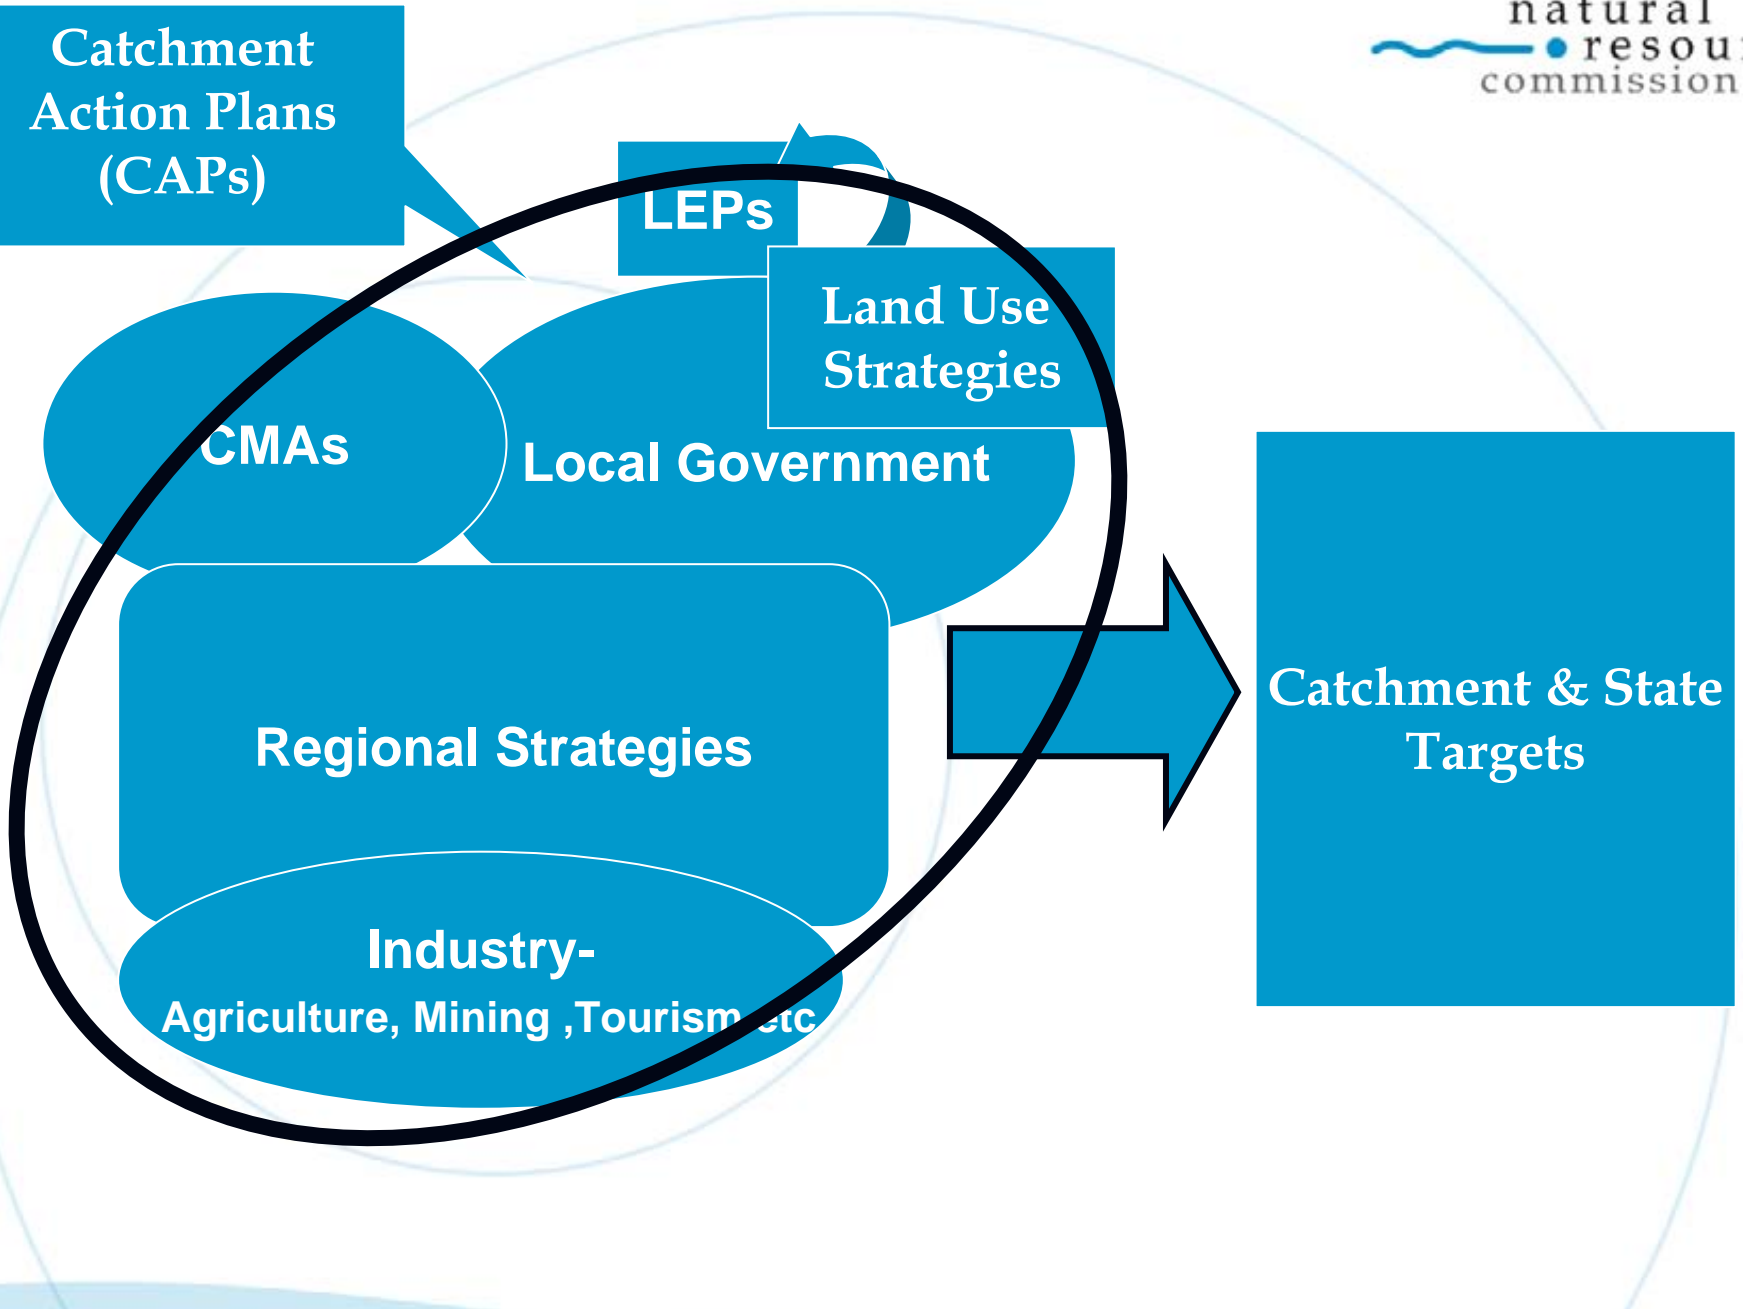 Catchment
Action Plans
(CAPs)
natural
resou
commission
LEPs
Land Use
Strategies
CMAs
Local Government
Regional Strategies
Catchment & State
Targets
Industry-
Agriculture, Mining ,Tourism etc